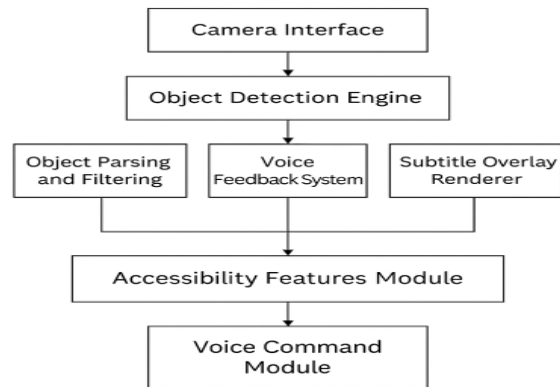 Camera Interface
Object Detection Engine
Object Parsing
and Filtering
Voice
Feedback System
Subtitle Overlay
Renderer
Accessibility Features Module
Voice Command
Module